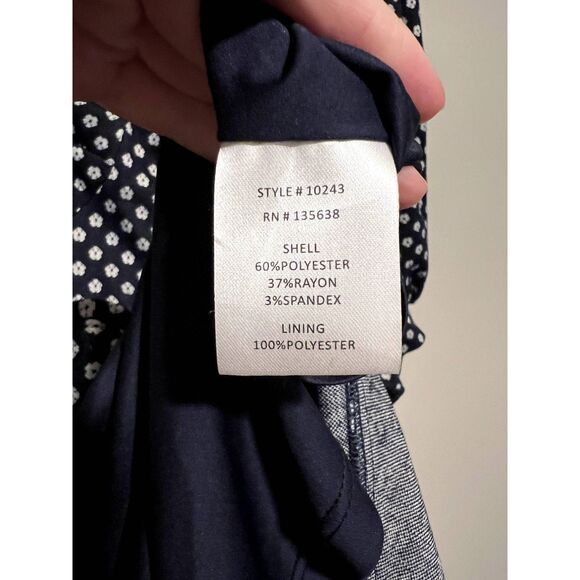 STYLE # 10243
RN # 135638
SHELL
60%POLYESTER
37%RAYON
3%SPANDEX
LINING
100%POLYESTER